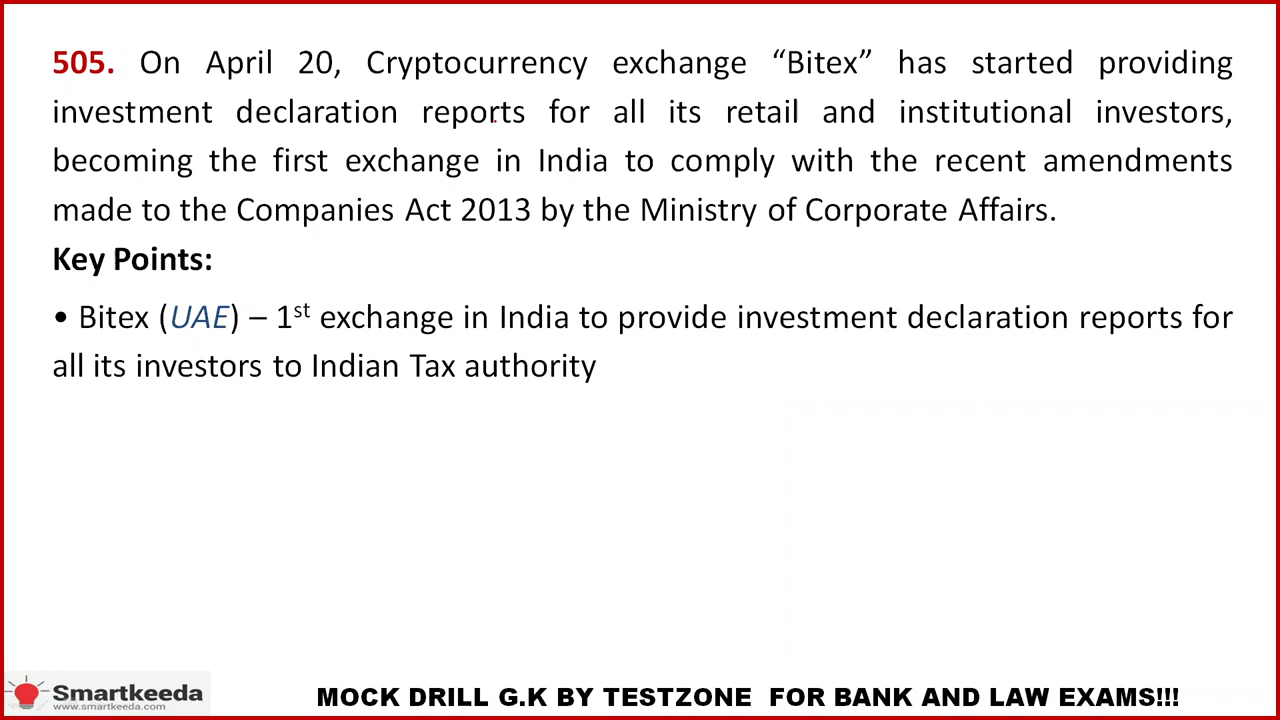 505. On April 20, Cryptocurrency exchange “Bitex” has started providing
investment declaration reports for all its retail and institutional investors,
becoming the first exchange in India to comply with the recent amendments
made to the Companies Act 2013 by the Ministry of Corporate Affairs.
Key Points:
• Bitex (UAE) – 1st exchange in India to provide investment declaration reports for
all its investors to Indian Tax authority
Smartkeeda
www.smartkeeda.com
MOCK DRILL G.K BY TESTZONE FOR BANK AND LAW EXAMS!!!